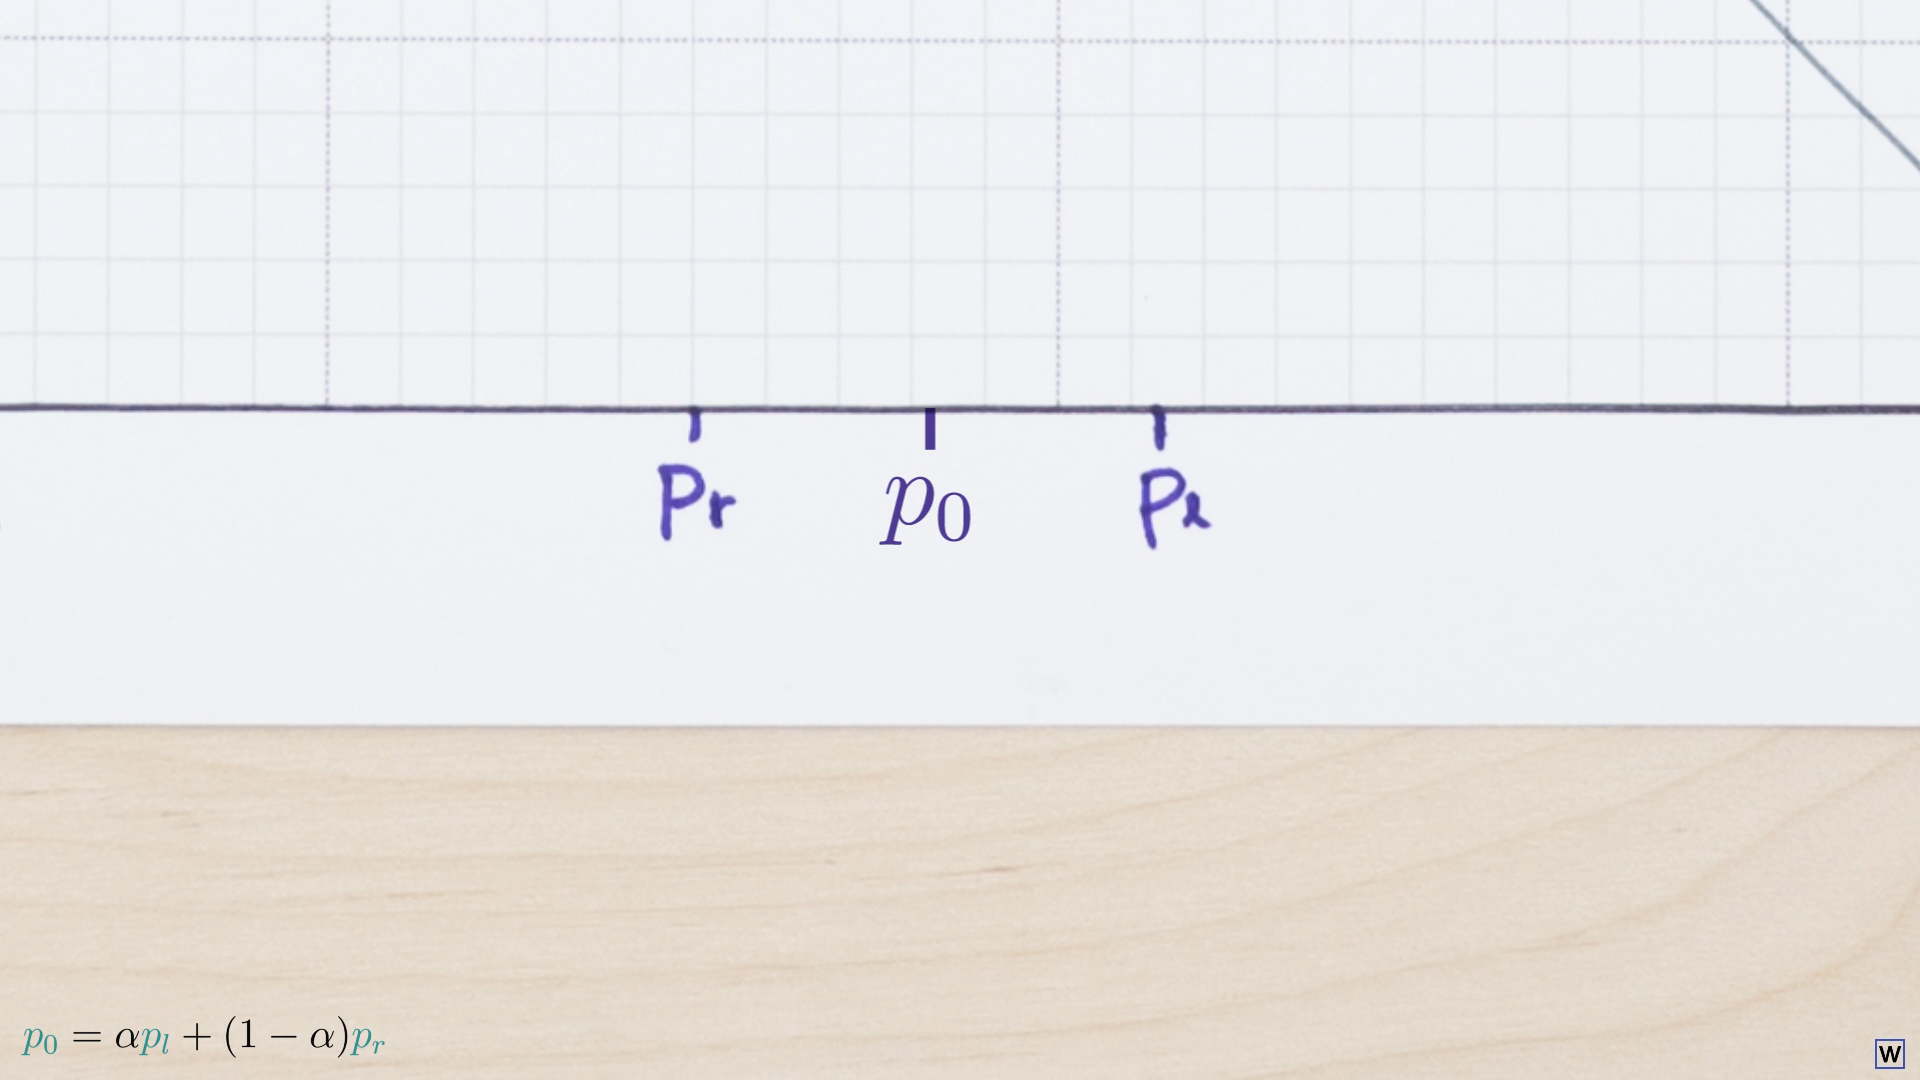 pr p₀ pl
p₀ = αpₗ + (1 − α)pᵣ
W